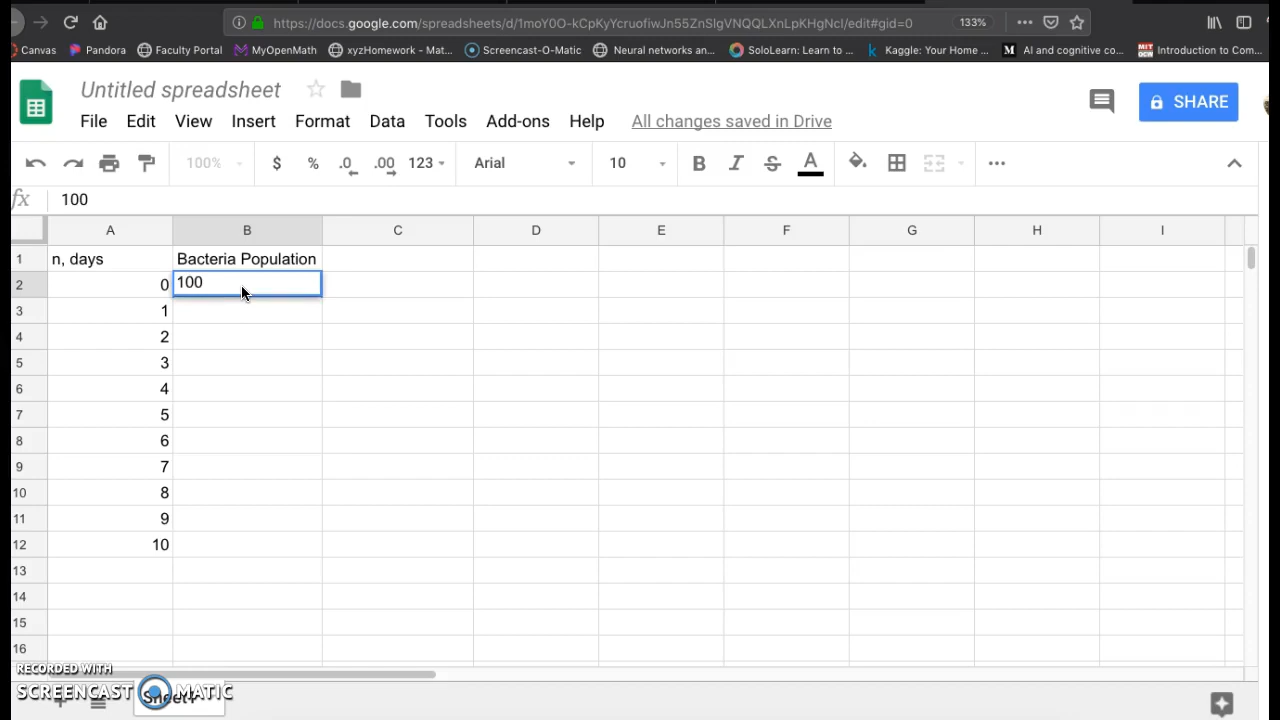 https://docs.google.com/spreadsheets/d/1moY0O-kCpKyYcruofiwJn55ZnSlgVNQQLXnLpKHgNcI/edit#gid=0 133%
Canvas Pandora Faculty Portal MyOpenMath xyzHomework - Mat... Screencast-O-Matic Neural networks an... SoloLearn: Learn to ... Kaggle: Your Home ... AI and cognitive co... Introduction to Com...
Untitled spreadsheet
SHARE
File Edit View Insert Format Data Tools Add-ons Help All changes saved in Drive
100% $ % .0 .00 123 Arial 10 B I S A
fx 100
A B C D E F G H I
1 n, days Bacteria Population
2 0 100
3 1
4 2
5 3
6 4
7 5
8 6
9 7
10 8
11 9
12 10
13
14
15
16
RECORDED WITH
SCREENCAST MATIC
Sheet1